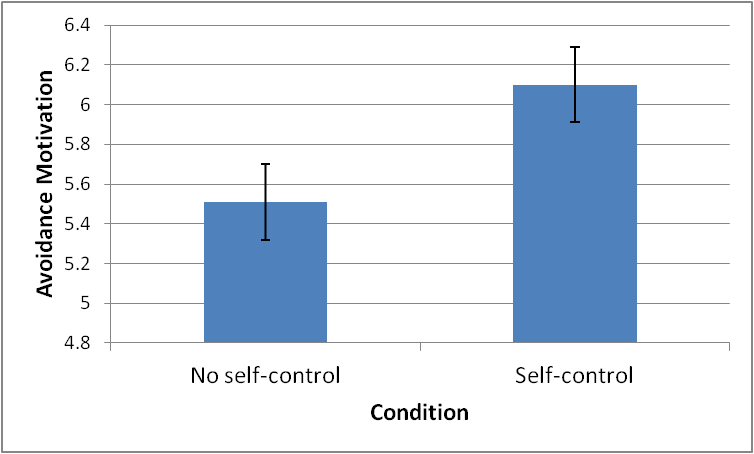 6.4
6.2
6
5.8
5.6
5.4
5.2
5
4.8
Avoidance Motivation
No self-control
Self-control
Condition